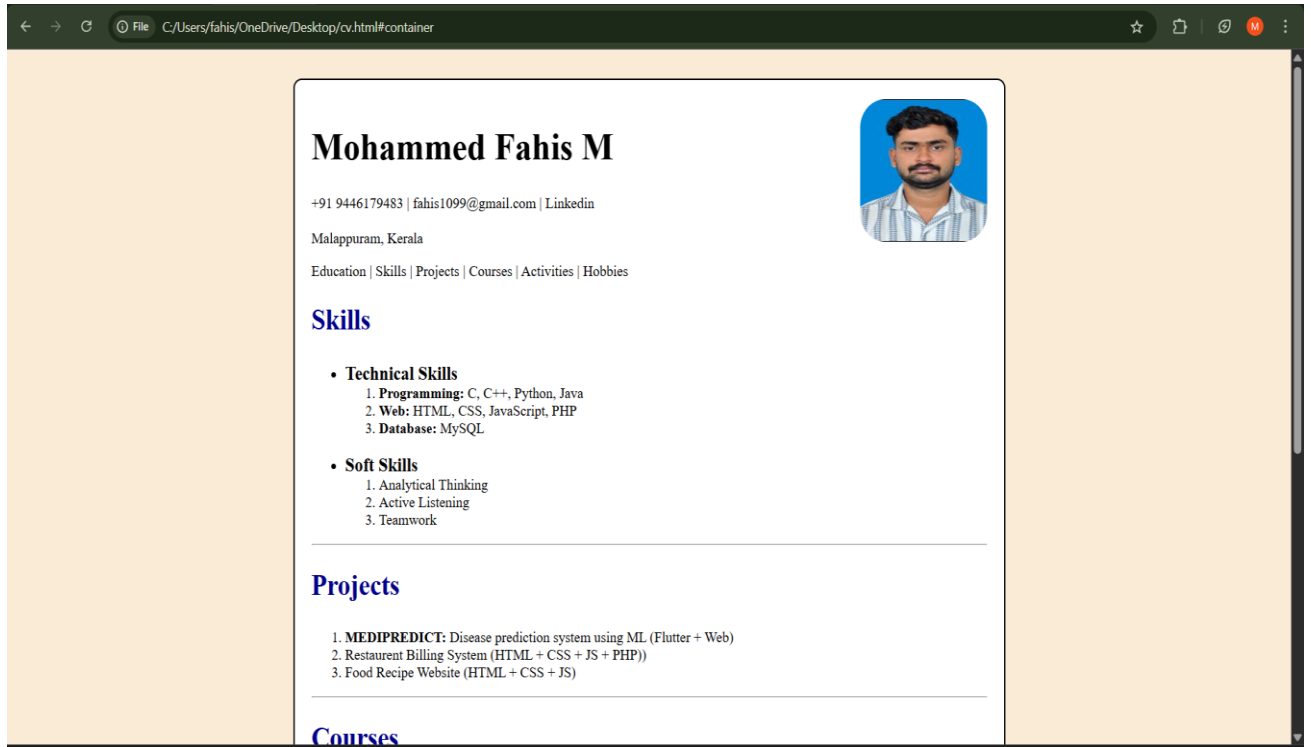 File C:/Users/fahis/OneDrive/Desktop/cv.html#container
M
Mohammed Fahis M
+91 9446179483 | fahis1099@gmail.com | Linkedin
Malappuram, Kerala
Education | Skills | Projects | Courses | Activities | Hobbies
Skills
• Technical Skills
1. Programming: C, C++, Python, Java
2. Web: HTML, CSS, JavaScript, PHP
3. Database: MySQL
• Soft Skills
1. Analytical Thinking
2. Active Listening
3. Teamwork
Projects
1. MEDIPREDICT: Disease prediction system using ML (Flutter + Web)
2. Restaurent Billing System (HTML + CSS + JS + PHP))
3. Food Recipe Website (HTML + CSS + JS)
Courses